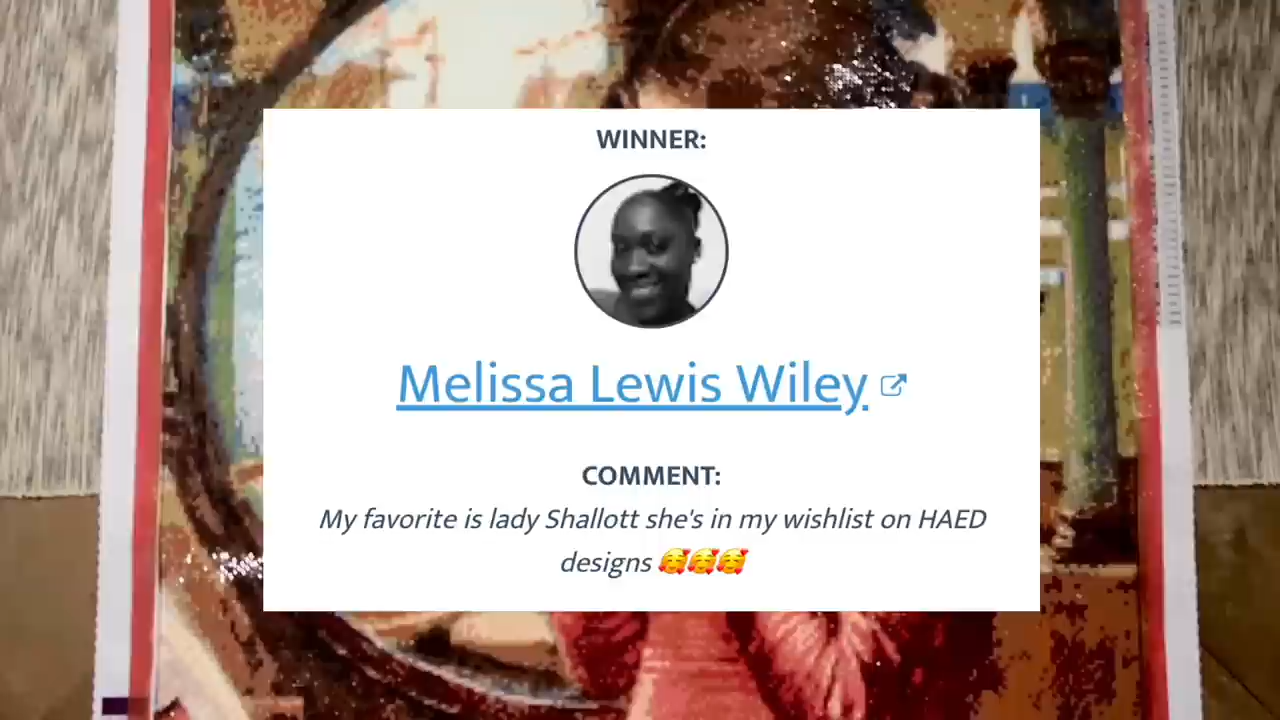 WINNER:
Melissa Lewis Wiley
COMMENT:
My favorite is lady Shallott she's in my wishlist on HAED
designs 🥰🥰🥰